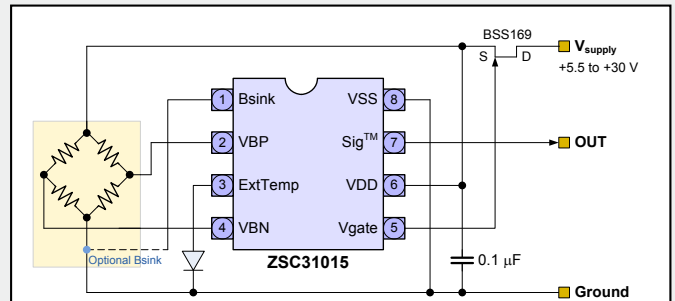 BSS169
S D
Vsupply
+5.5 to +30 V
1 Bsink VSS 8
2 VBP Sig™ 7
OUT
3 ExtTemp VDD 6
4 VBN Vgate 5
Optional Bsink
ZSC31015
0.1 μF
Ground